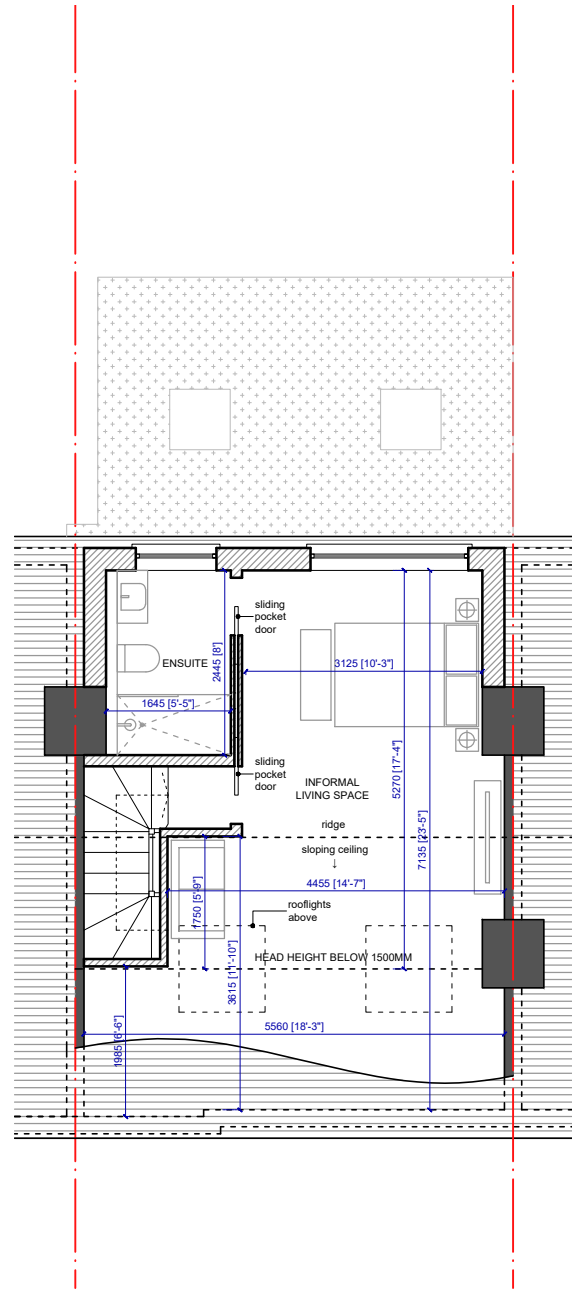 sliding
pocket
door
ENSUITE
2445 [8']
3125 [10'-3"]
1645 [5'-5"]
sliding
pocket
door
INFORMAL
LIVING SPACE
5270 [17'-4"]
7135 [23'-5"]
ridge
sloping ceiling
↓
4455 [14'-7"]
1750 [5'-9"]
rooflights
above
HEAD HEIGHT BELOW 1500MM
3615 [11'-10"]
5560 [18'-3"]
1985 [6'-6"]